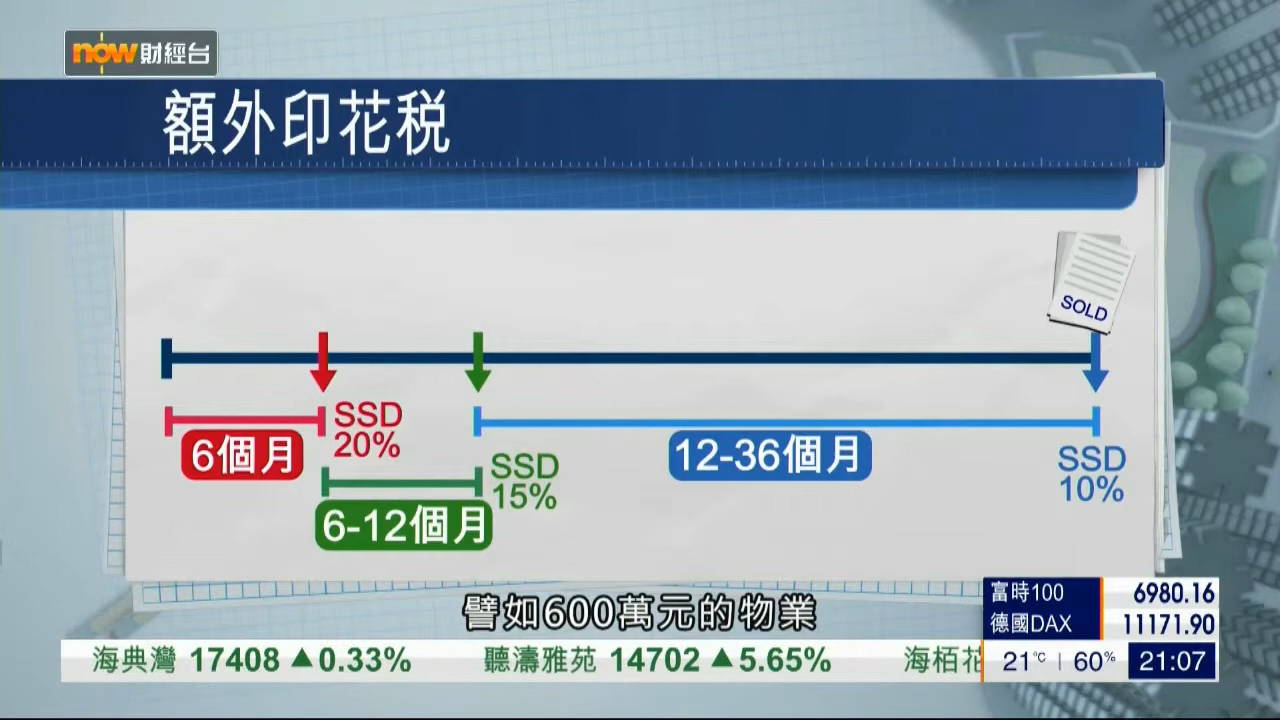 now財經台
額外印花税
SOLD
SSD
20%
6個月
SSD
15%
6-12個月
12-36個月
SSD
10%
譬如600萬元的物業
富時100 6980.16
德國DAX 11171.90
海典灣 17408 ▲0.33% 聽濤雅苑 14702 ▲5.65% 海栢花
21℃ | 60% 21:07